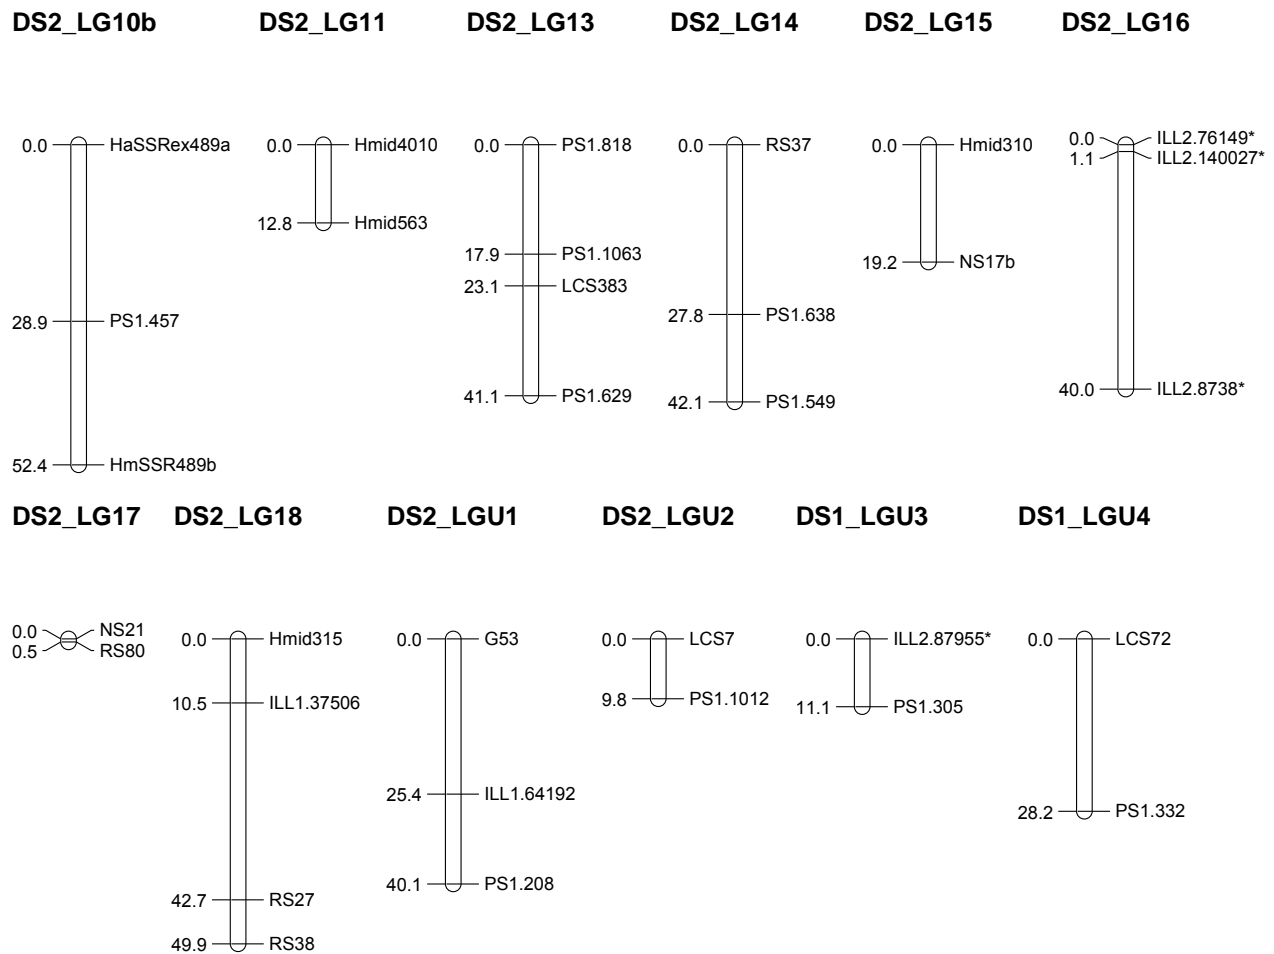 DS2_LG10b
0.0 HaSSRex489a
28.9 PS1.457
52.4 HmSSR489b
DS2_LG11
0.0 Hmid4010
12.8 Hmid563
DS2_LG13
0.0 PS1.818
17.9 PS1.1063
23.1 LCS383
41.1 PS1.629
DS2_LG14
0.0 RS37
27.8 PS1.638
42.1 PS1.549
DS2_LG15
0.0 Hmid310
19.2 NS17b
DS2_LG16
0.0 ILL2.76149*
1.1 ILL2.140027*
40.0 ILL2.8738*
DS2_LG17
0.0 NS21
0.5 RS80
DS2_LG18
0.0 Hmid315
10.5 ILL1.37506
42.7 RS27
49.9 RS38
DS2_LGU1
0.0 G53
25.4 ILL1.64192
40.1 PS1.208
DS2_LGU2
0.0 LCS7
9.8 PS1.1012
DS1_LGU3
0.0 ILL2.87955*
11.1 PS1.305
DS1_LGU4
0.0 LCS72
28.2 PS1.332